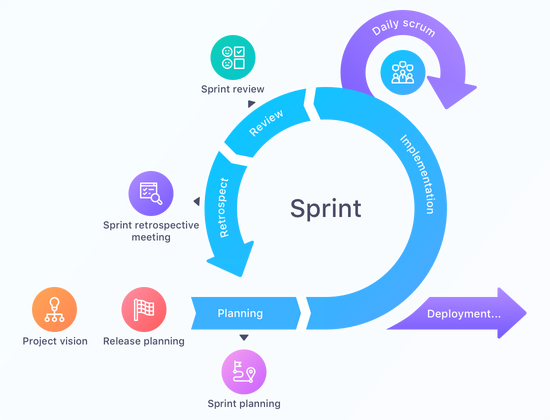 Daily scrum
Sprint review
Review
Implementation
Retrospect
Sprint
Sprint retrospective
meeting
Planning
Deployment...
Project vision
Release planning
Sprint planning